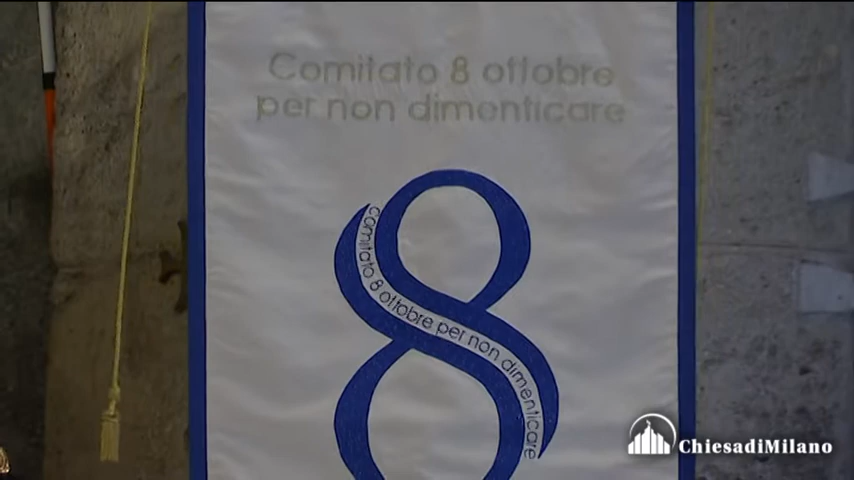 Comitato 8 ottobre
per non dimenticare
comitato 8 ottobre per non dimenticare
ChiesadiMilano